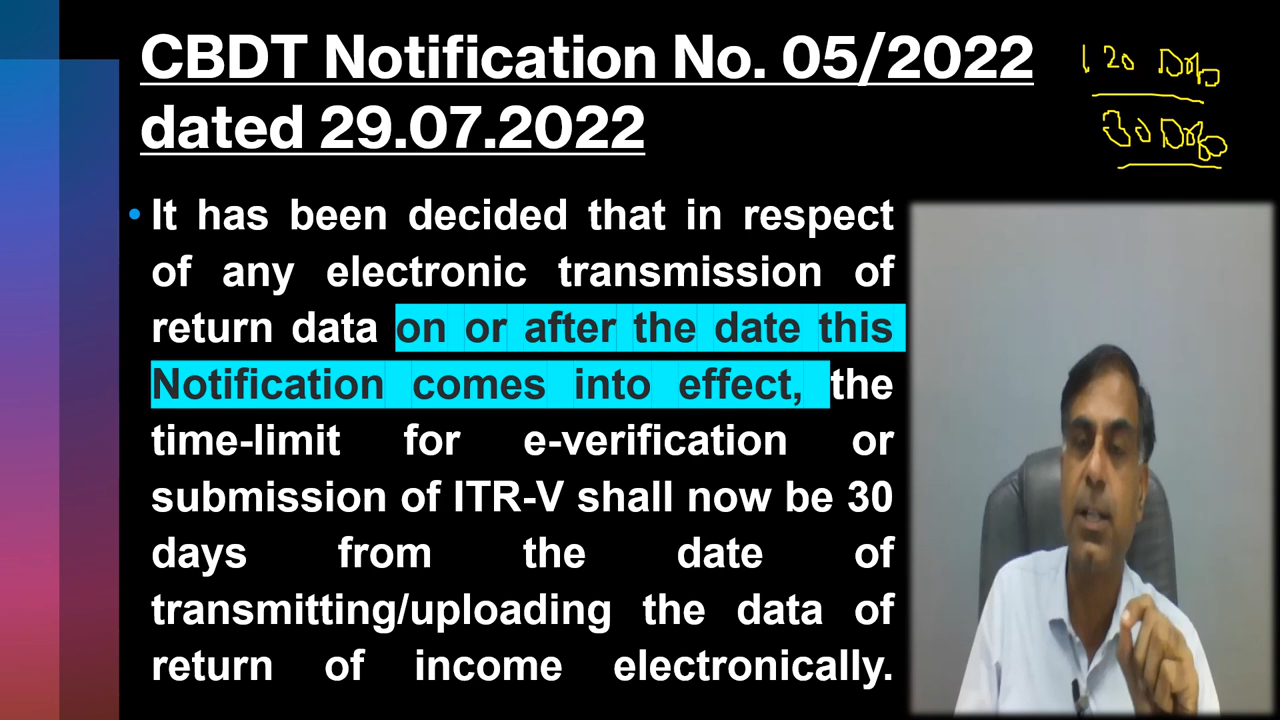 CBDT Notification No. 05/2022
dated 29.07.2022
120 Days
30 Days
• It has been decided that in respect
of any electronic transmission of
return data on or after the date this
Notification comes into effect, the
time-limit for e-verification or
submission of ITR-V shall now be 30
days from the date of
transmitting/uploading the data of
return of income electronically.